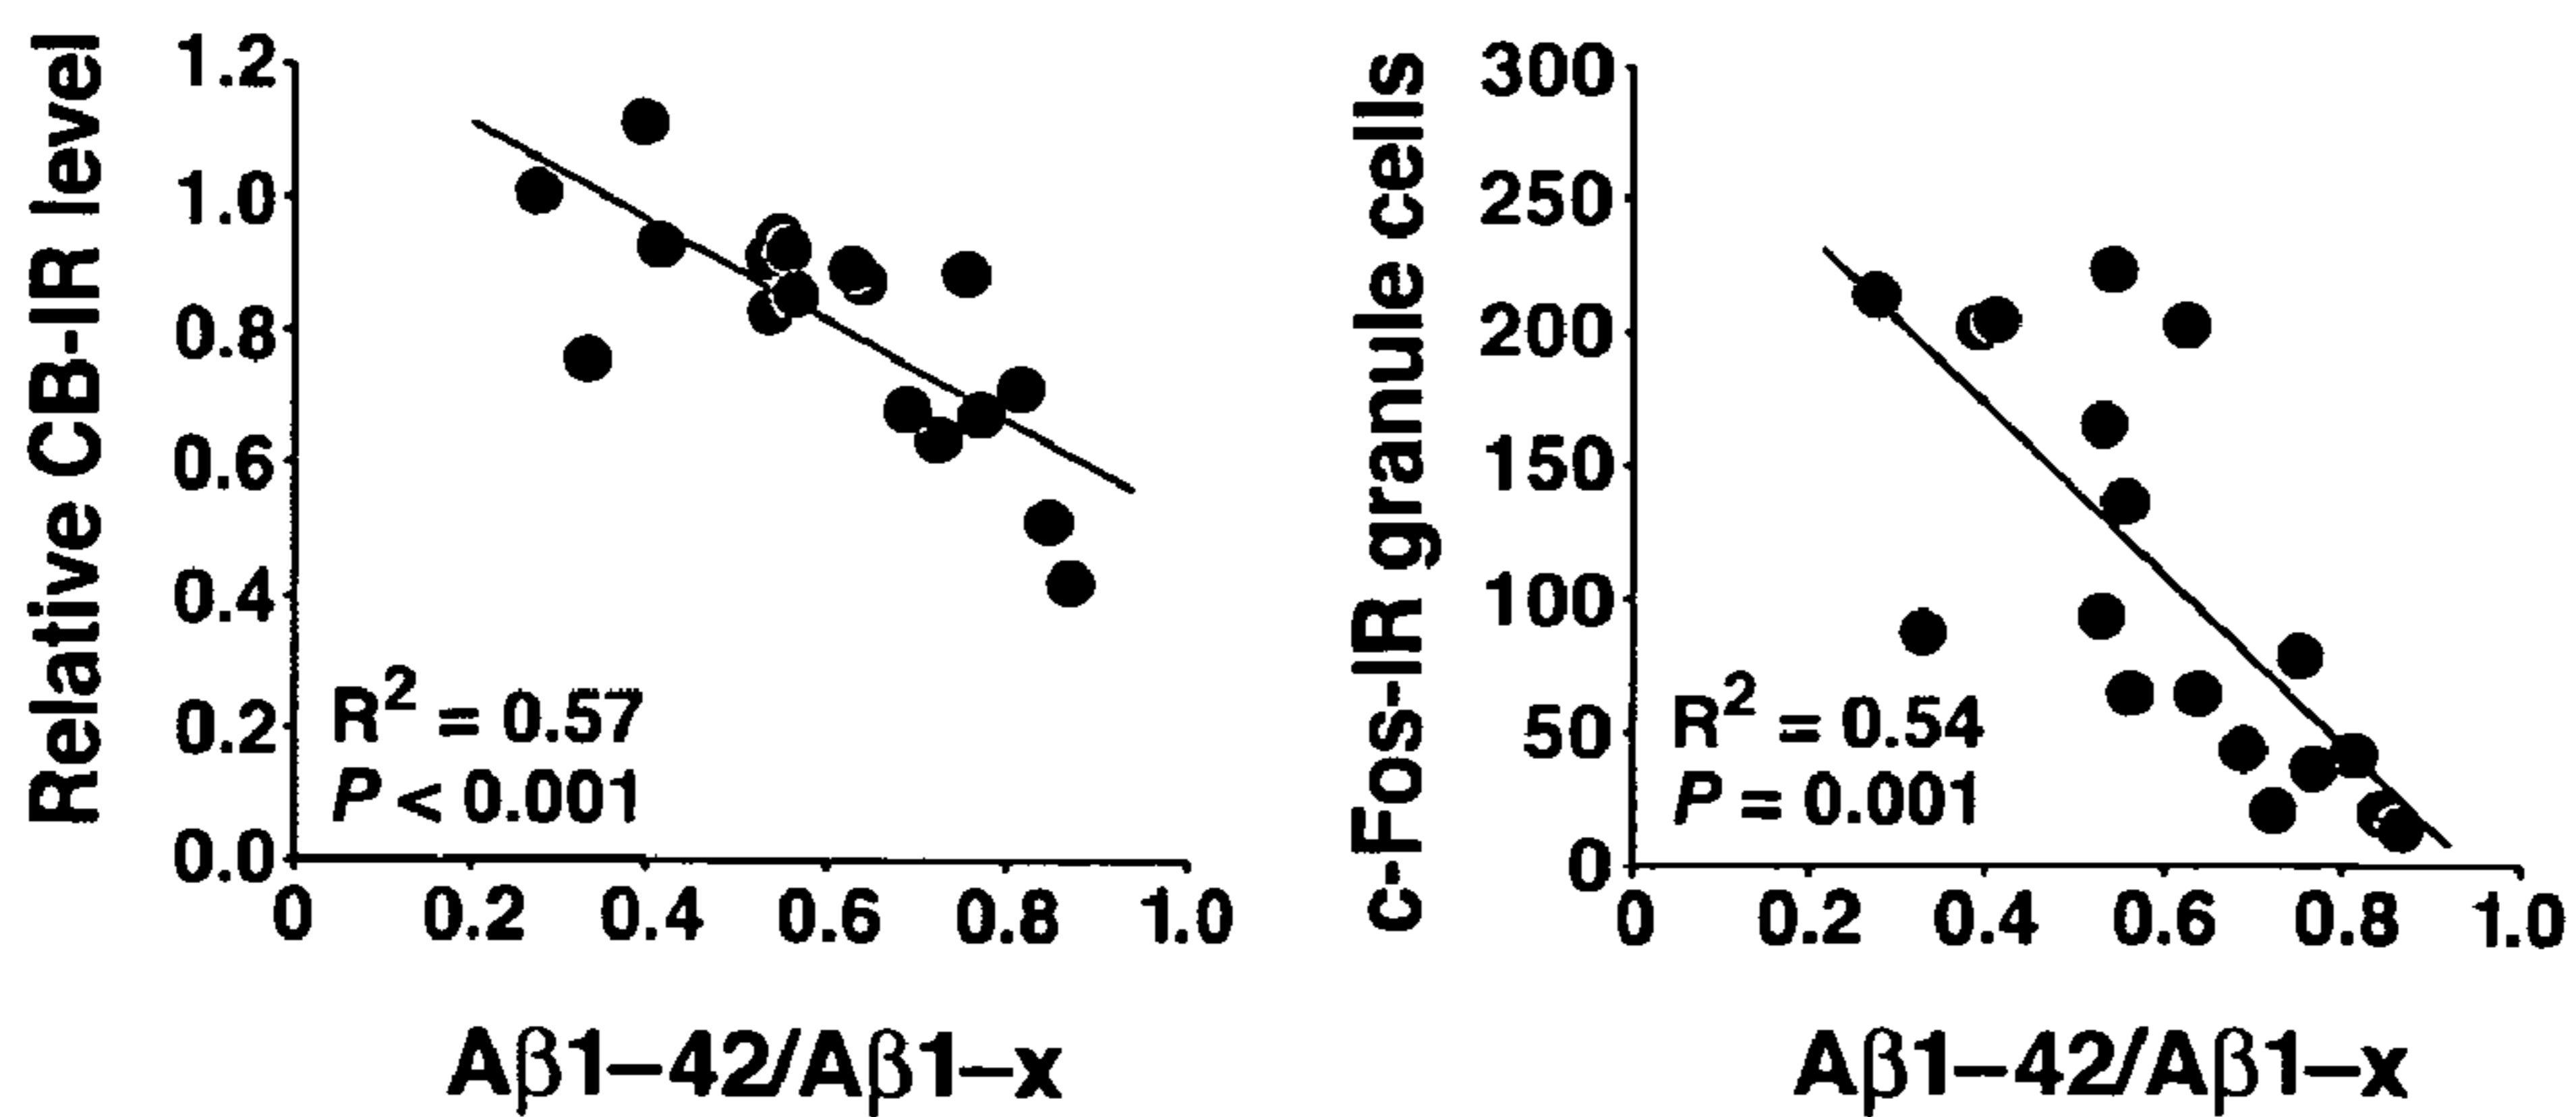 Relative CB-IR level
1.2
1.0
0.8
0.6
0.4
0.2
0.0
R² = 0.57
P < 0.001
0 0.2 0.4 0.6 0.8 1.0
Aβ1–42/Aβ1–x
c-Fos-IR granule cells
300
250
200
150
100
50
0
R² = 0.54
P = 0.001
0 0.2 0.4 0.6 0.8 1.0
Aβ1–42/Aβ1–x